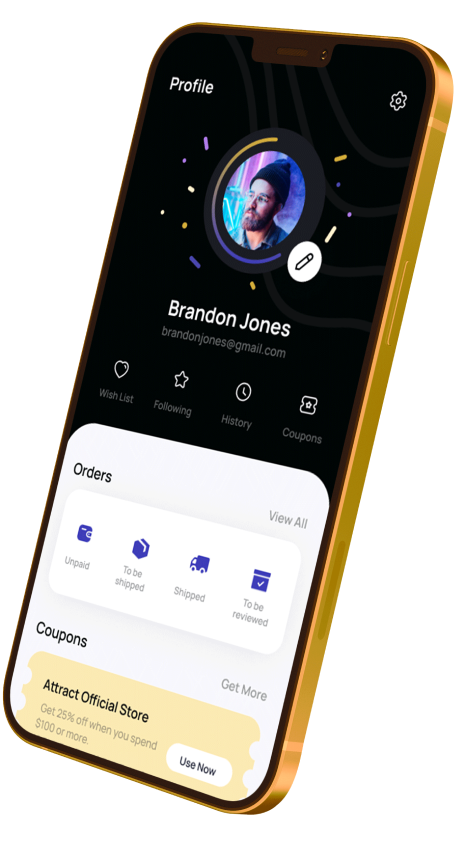 Profile
Brandon Jones
brandonjones@gmail.com
Wish List
Following
History
Coupons
Orders
View All
Unpaid
To be
shipped
Shipped
To be
reviewed
Coupons
Get More
Attract Official Store
Get 25% off when you spend
$100 or more.
Use Now